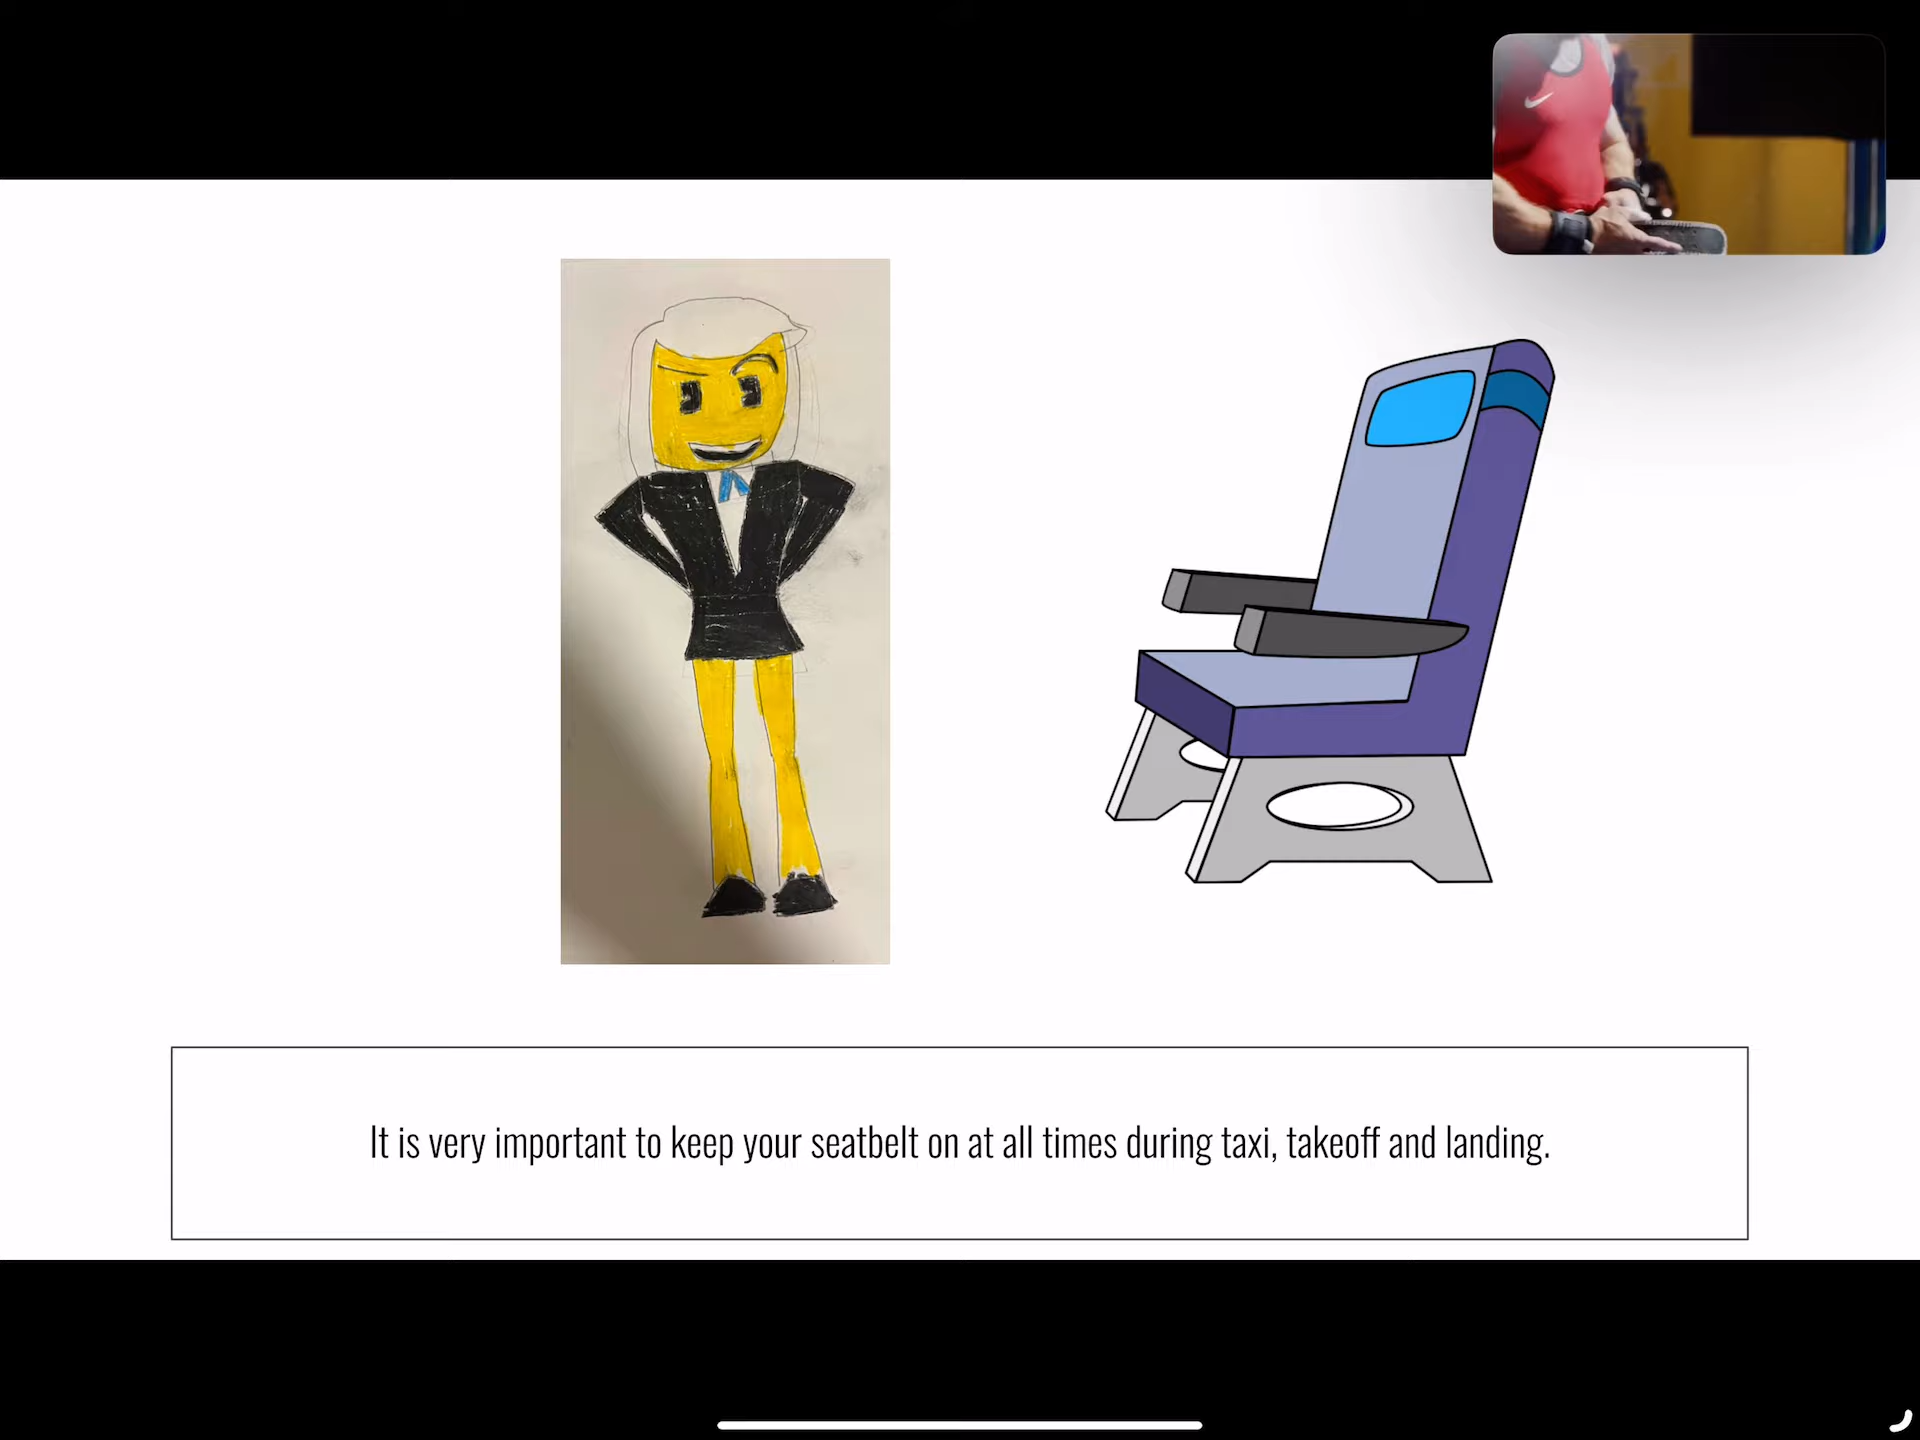 It is very important to keep your seatbelt on at all times during taxi, takeoff and landing.